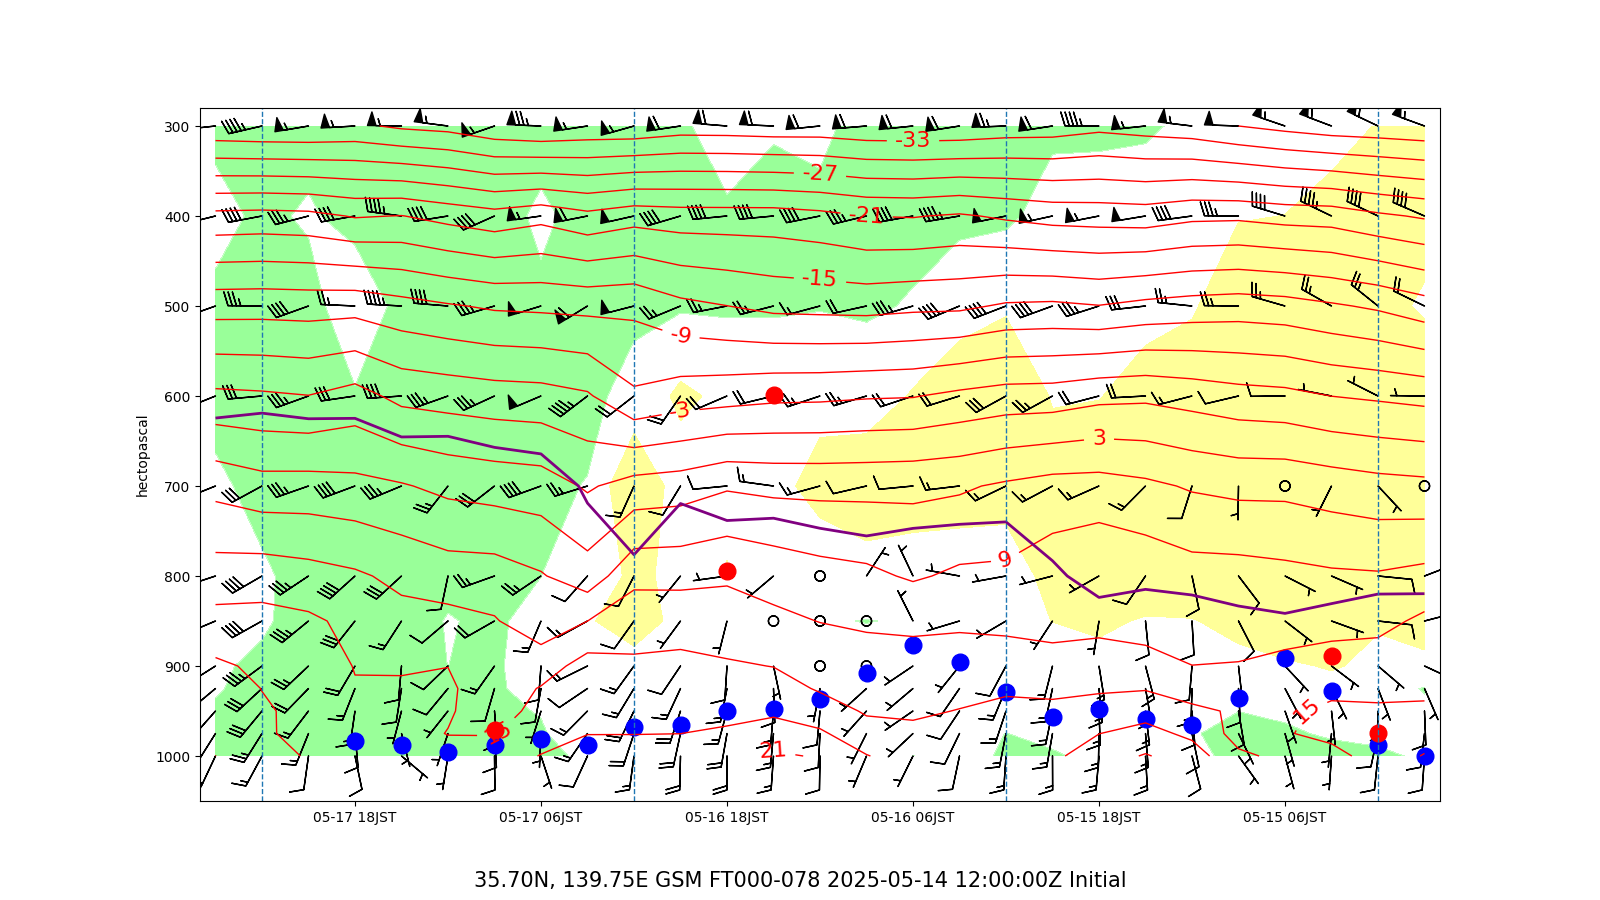 300
400
500
600
700
800
900
1000
hectopascal
-33
-27
-21
-15
-9
-3
3
9
15
21
05-17 18JST
05-17 06JST
05-16 18JST
05-16 06JST
05-15 18JST
05-15 06JST
35.70N, 139.75E GSM FT000-078 2025-05-14 12:00:00Z Initial